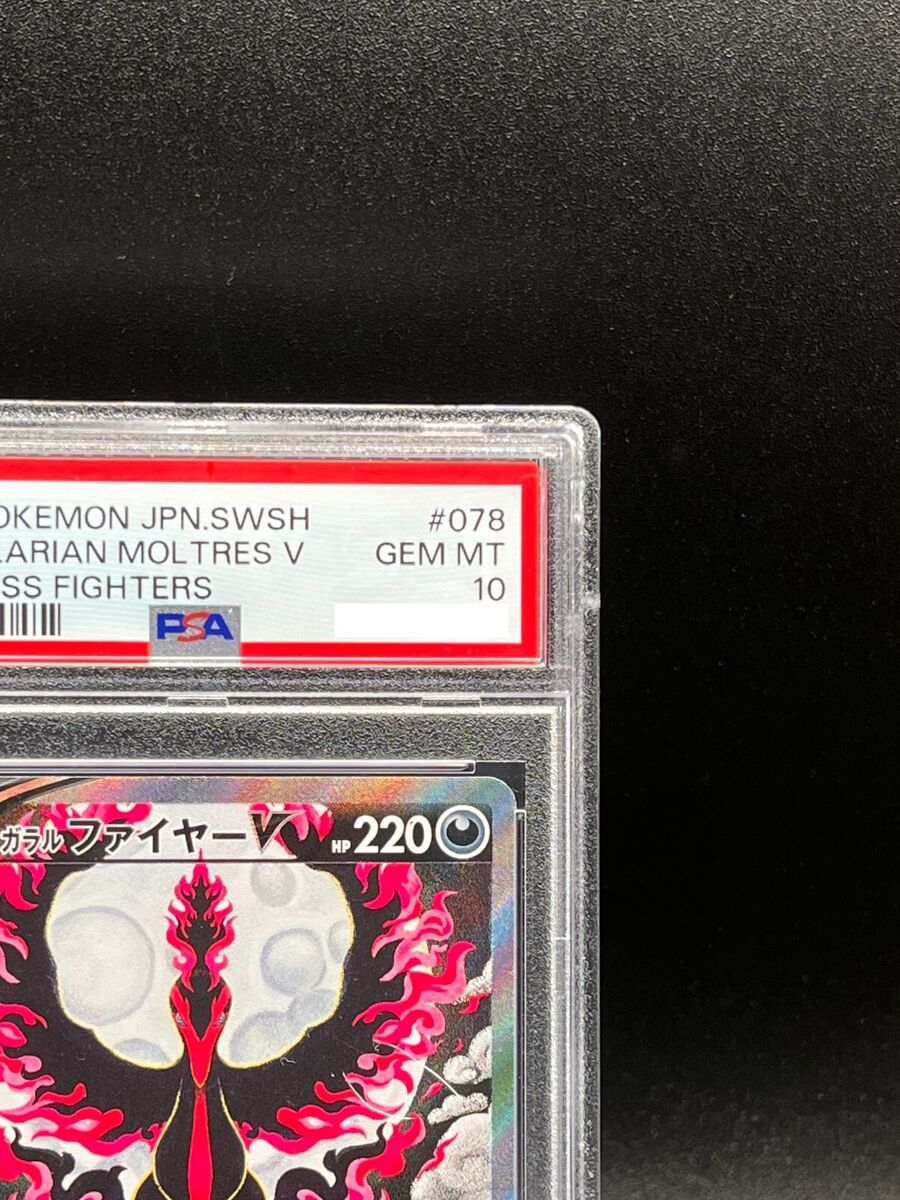 OKEMON JPN.SWSH #078
LARIAN MOLTRES V GEM MT
SS FIGHTERS 10
PSA
ガラル ファイヤーV HP 220